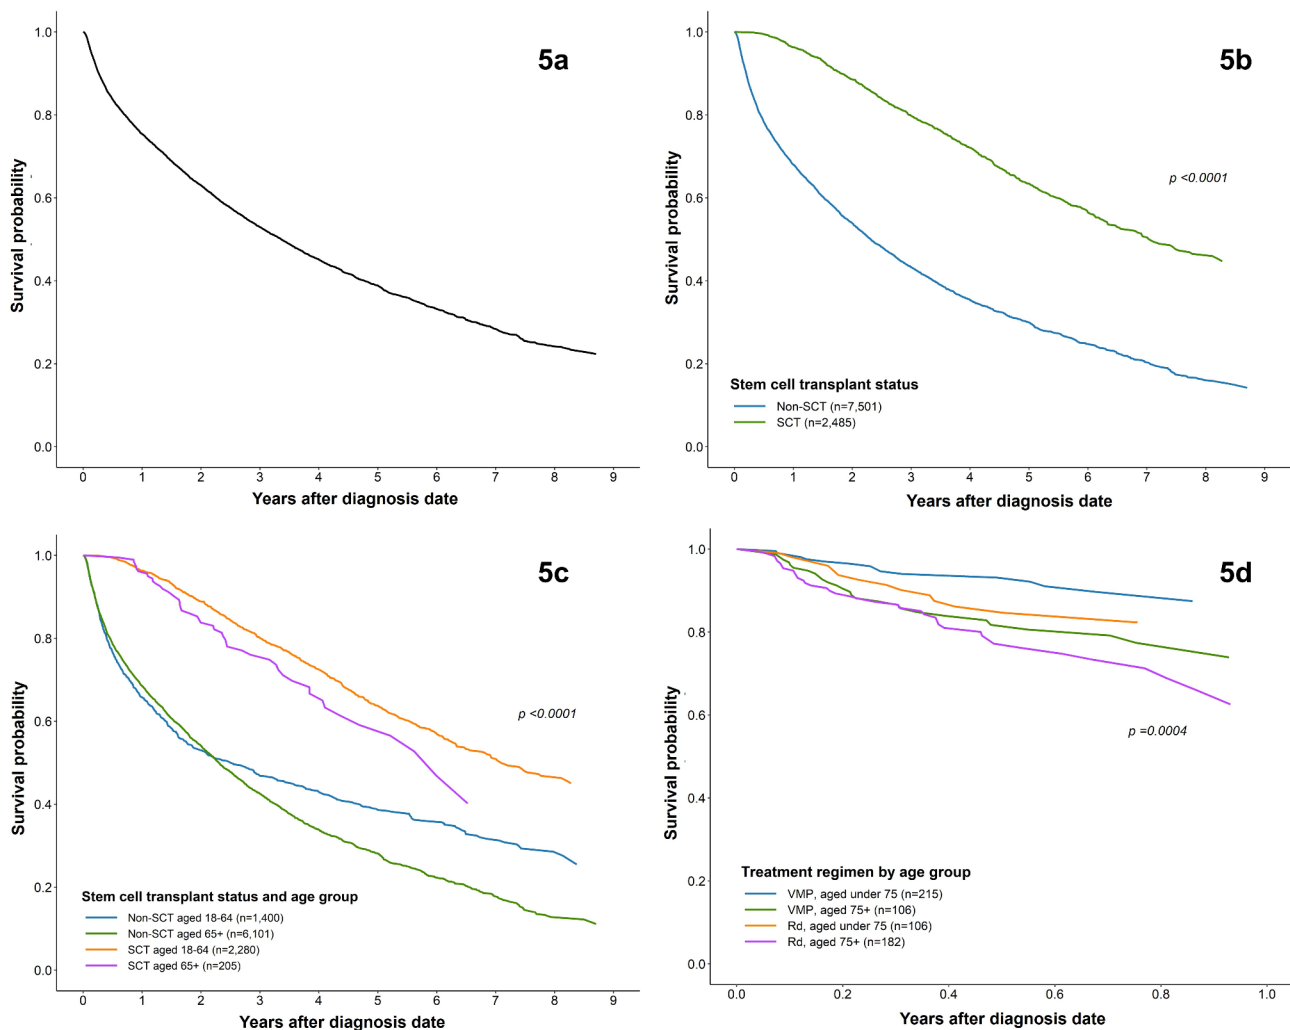 5a
Survival probability
1.0
0.8
0.6
0.4
0.2
0.0
0 1 2 3 4 5 6 7 8 9
Years after diagnosis date
5b
Survival probability
1.0
0.8
0.6
0.4
0.2
0.0
p <0.0001
Stem cell transplant status
Non-SCT (n=7,501)
SCT (n=2,485)
0 1 2 3 4 5 6 7 8 9
Years after diagnosis date
5c
Survival probability
1.0
0.8
0.6
0.4
0.2
0.0
p <0.0001
Stem cell transplant status and age group
Non-SCT aged 18-64 (n=1,400)
Non-SCT aged 65+ (n=6,101)
SCT aged 18-64 (n=2,280)
SCT aged 65+ (n=205)
0 1 2 3 4 5 6 7 8 9
Years after diagnosis date
5d
Survival probability
1.0
0.8
0.6
0.4
0.2
0.0
p =0.0004
Treatment regimen by age group
VMP, aged under 75 (n=215)
VMP, aged 75+ (n=106)
Rd, aged under 75 (n=106)
Rd, aged 75+ (n=182)
0.0 0.2 0.4 0.6 0.8 1.0
Years after diagnosis date